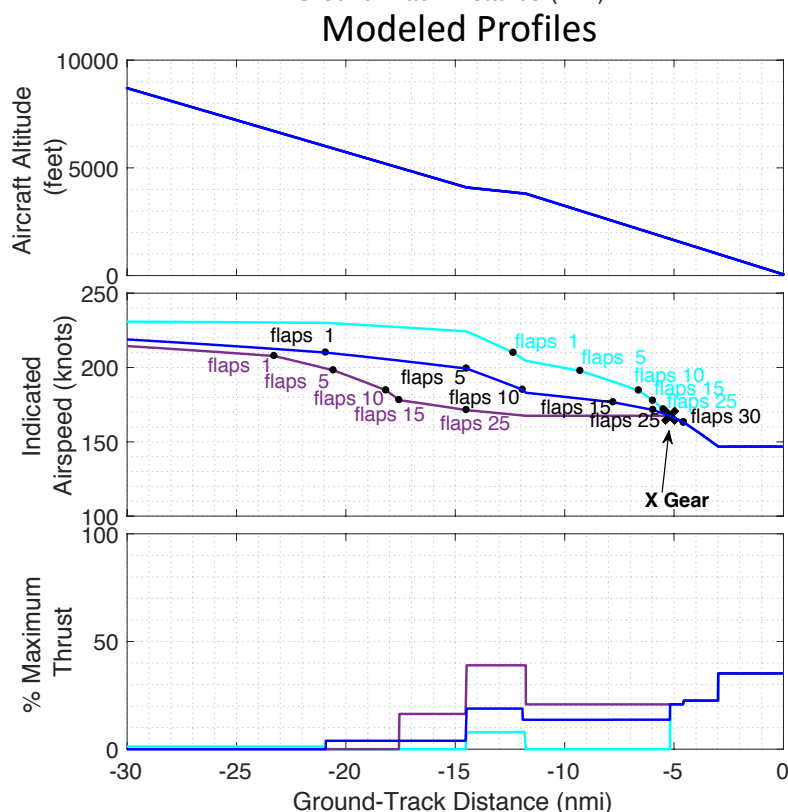 Modeled Profiles
10000
5000
0
Aircraft Altitude
(feet)
250
200
150
100
Indicated
Airspeed (knots)
flaps 1
flaps 5
flaps 10
flaps 15
flaps 25
flaps 30
flaps 1
flaps 5
flaps 10
flaps 15
flaps 25
flaps 1
flaps 5
flaps 10
flaps 15
flaps 25
X Gear
100
50
0
% Maximum
Thrust
-30
-25
-20
-15
-10
-5
0
Ground-Track Distance (nmi)